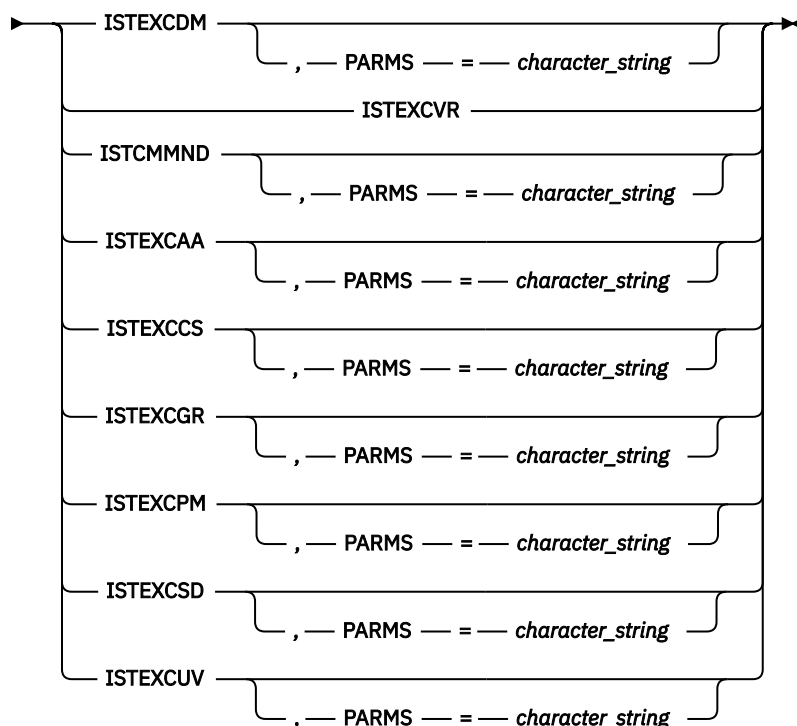 ISTEXCDM
, PARMS = character_string
ISTEXCVR
ISTCMMND
, PARMS = character_string
ISTEXCAA
, PARMS = character_string
ISTEXCCS
, PARMS = character_string
ISTEXCGR
, PARMS = character_string
ISTEXCPM
, PARMS = character_string
ISTEXCSD
, PARMS = character_string
ISTEXCUV
, PARMS = character_string